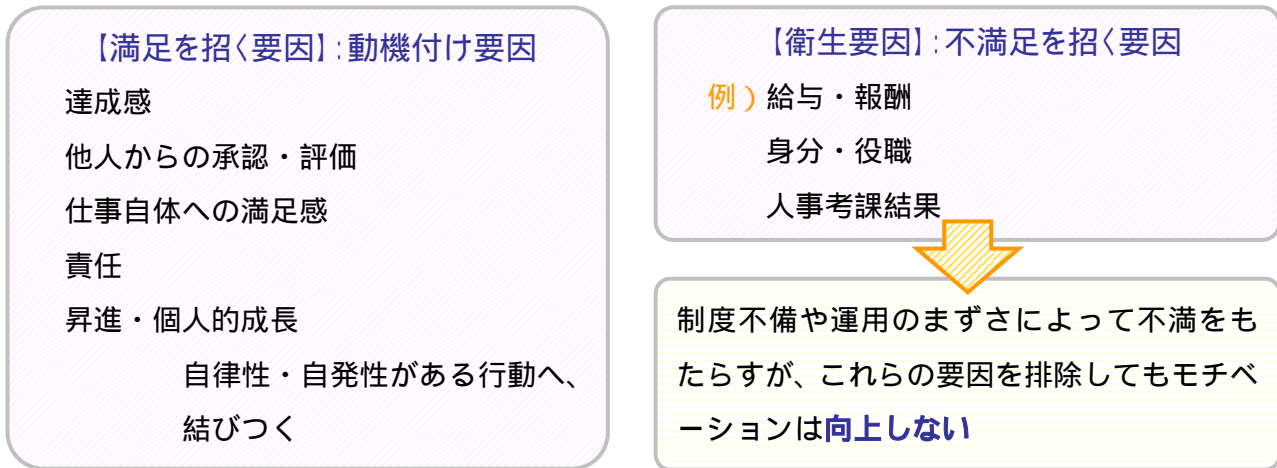 【満足を招く要因】:動機付け要因
達成感
他人からの承認・評価
仕事自体への満足感
責任
昇進・個人的成長
自律性・自発性がある行動へ、
結びつく
【衛生要因】:不満足を招く要因
例)給与・報酬
身分・役職
人事考課結果
制度不備や運用のまずさによって不満をも
たらすが、これらの要因を排除してもモチベ
ーションは向上しない